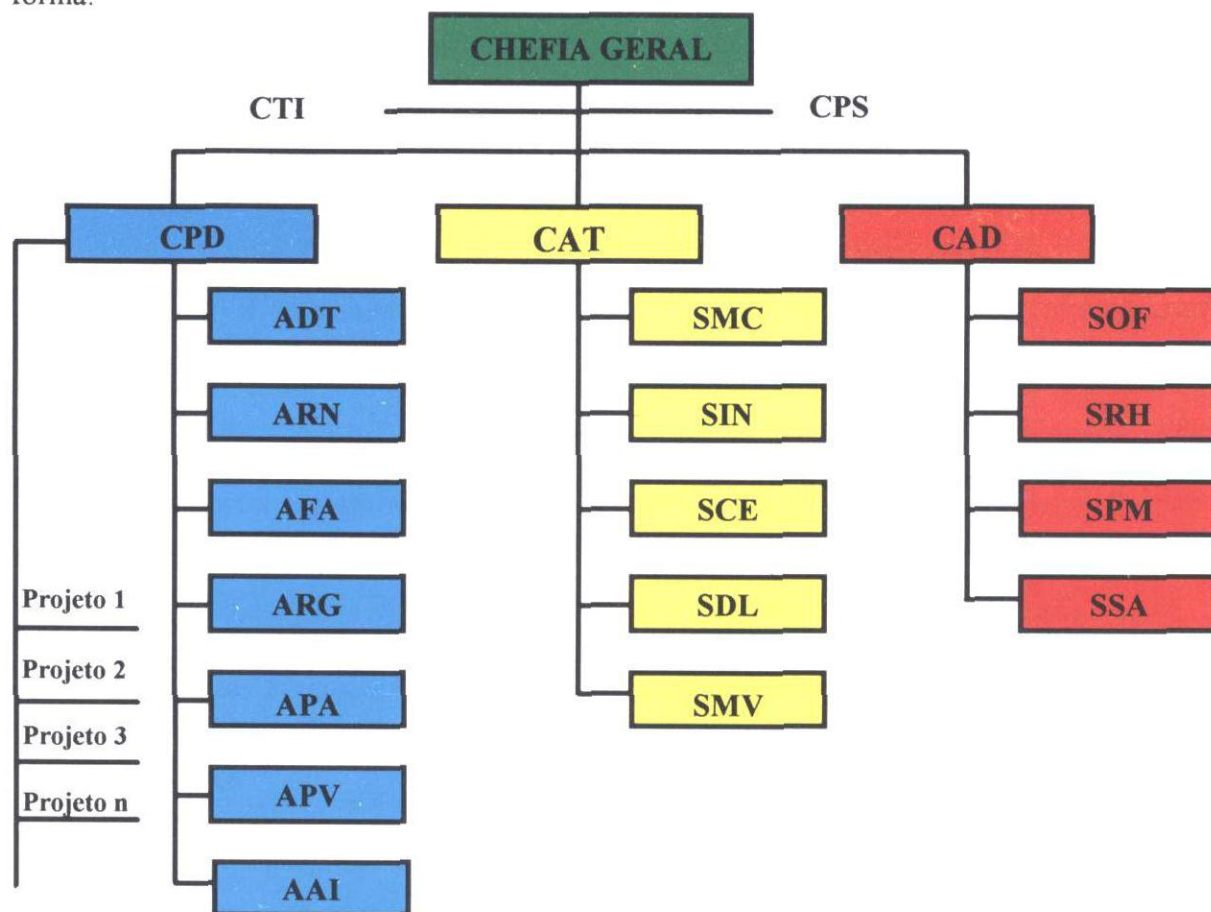 forma:
CHEFIA GERAL
CTI
CPS
CPD
CAT
CAD
ADT
SMC
SOF
ARN
SIN
SRH
AFA
SCE
SPM
Projeto 1
ARG
SDL
SSA
Projeto 2
APA
SMV
Projeto 3
Projeto n
APV
AAI